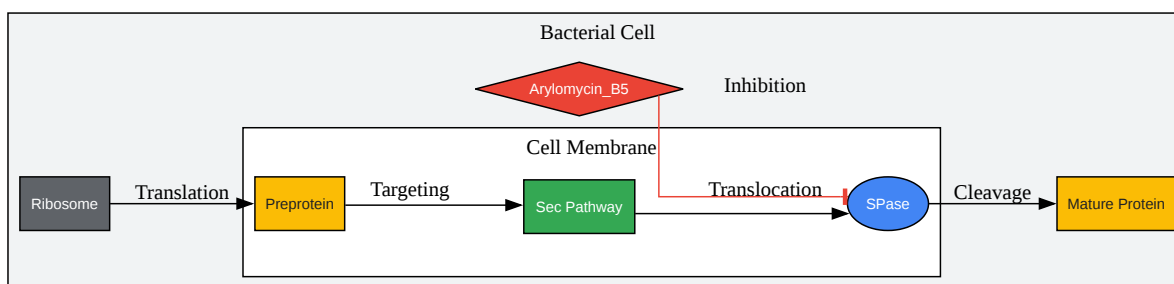 Bacterial Cell
Arylomycin_B5
Inhibition
Cell Membrane
Ribosome
Translation
Preprotein
Targeting
Sec Pathway
Translocation
SPase
Cleavage
Mature Protein